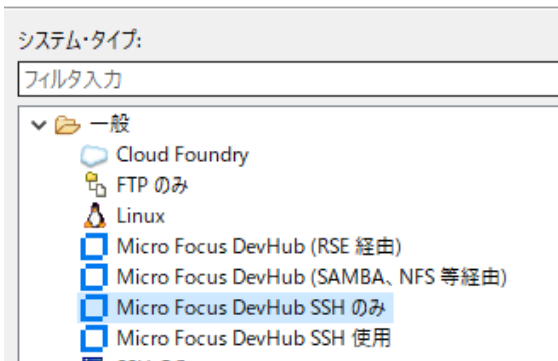 システム・タイプ:
フィルタ入力
一般
Cloud Foundry
FTP のみ
Linux
Micro Focus DevHub (RSE 経由)
Micro Focus DevHub (SAMBA、NFS 等経由)
Micro Focus DevHub SSH のみ
Micro Focus DevHub SSH 使用